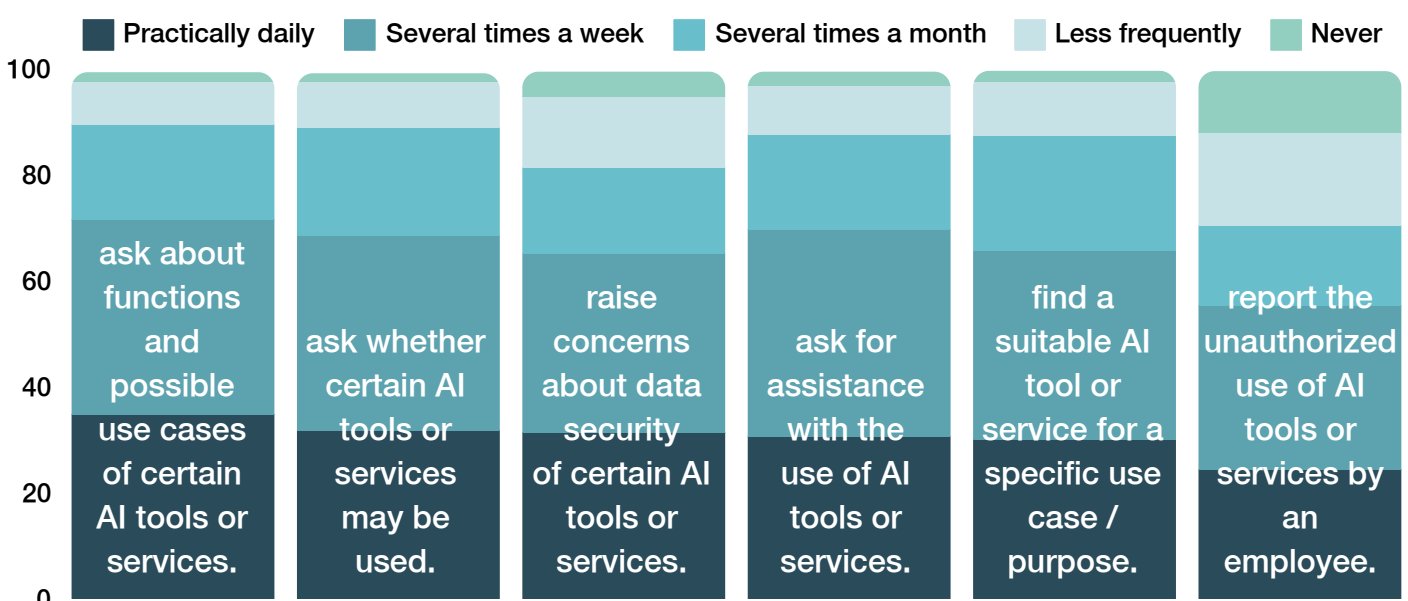 Practically daily Several times a week Several times a month Less frequently Never
100
80
60
40
20
0
ask about
functions
and
possible
use cases
of certain
AI tools or
services.
ask whether
certain AI
tools or
services
may be
used.
raise
concerns
about data
security
of certain AI
tools or
services.
ask for
assistance
with the
use of AI
tools or
services.
find a
suitable AI
tool or
service for a
specific use
case /
purpose.
report the
unauthorized
use of AI
tools or
services by
an
employee.